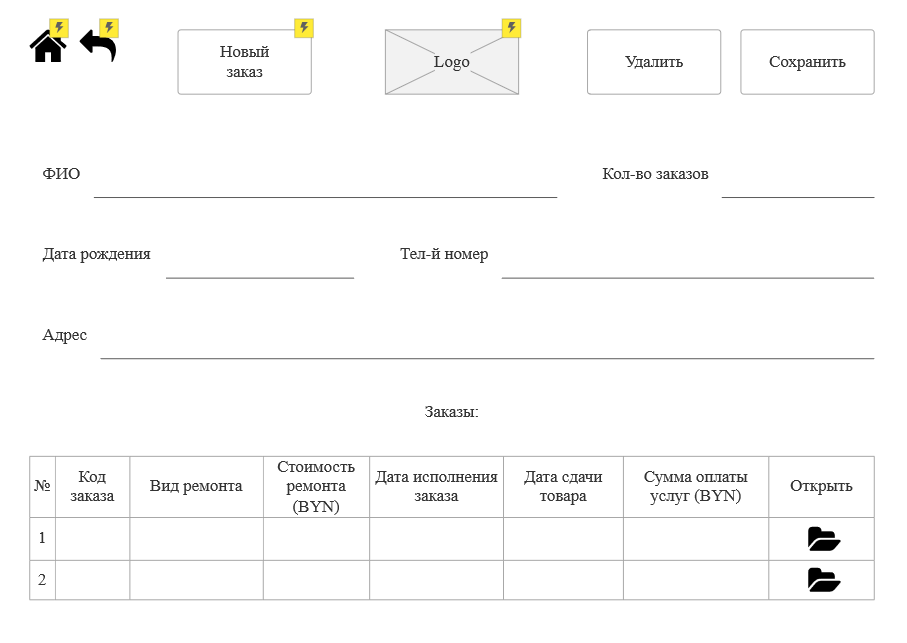 Новый
заказ
Logo
Удалить
Сохранить
ФИО
Кол-во заказов
Дата рождения
Тел-й номер
Адрес
Заказы:
№
Код
заказа
Вид ремонта
Стоимость
ремонта
(BYN)
Дата исполнения
заказа
Дата сдачи
товара
Сумма оплаты
услуг (BYN)
Открыть
1
2